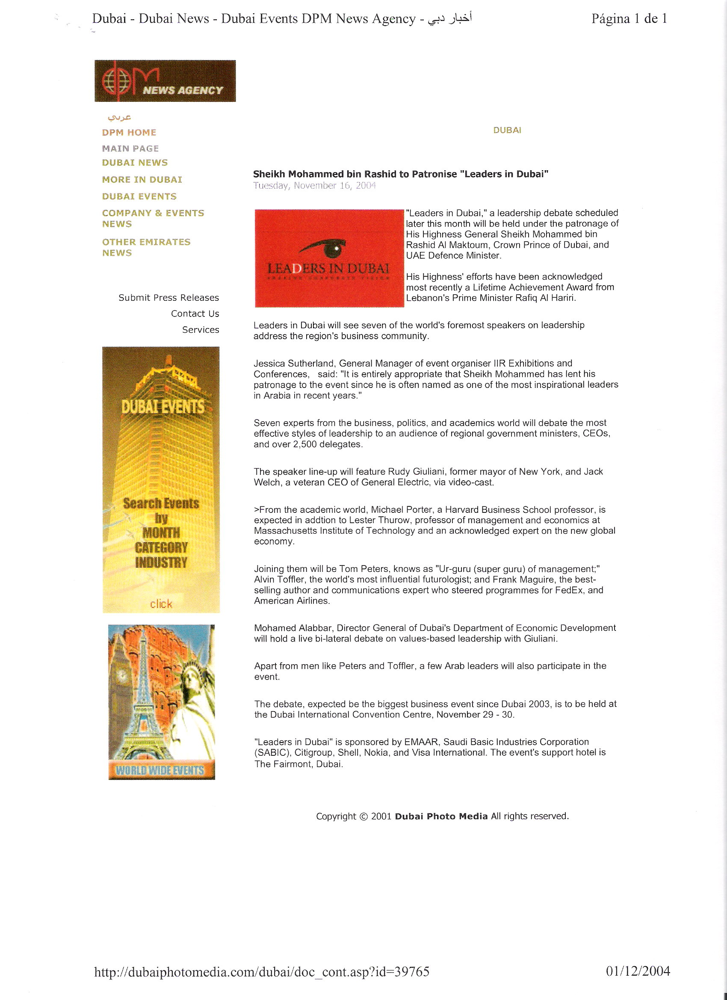 Dubai - Dubai News - Dubai Events DPM News Agency - أخبار دبي
Página 1 de 1
DPM
NEWS AGENCY
عربي
DPM HOME
MAIN PAGE
DUBAI NEWS
MORE IN DUBAI
DUBAI EVENTS
COMPANY & EVENTS
NEWS
OTHER EMIRATES
NEWS
Submit Press Releases
Contact Us
Services
DUBAI EVENTS
Search Events
by
MONTH
CATEGORY
INDUSTRY
click
WORLD WIDE EVENTS
DUBAI
Sheikh Mohammed bin Rashid to Patronise "Leaders in Dubai"
Tuesday, November 16, 2004
LEADERS IN DUBAI
"Leaders in Dubai," a leadership debate scheduled
later this month will be held under the patronage of
His Highness General Sheikh Mohammed bin
Rashid Al Maktoum, Crown Prince of Dubai, and
UAE Defence Minister.
His Highness' efforts have been acknowledged
most recently a Lifetime Achievement Award from
Lebanon's Prime Minister Rafiq Al Hariri.
Leaders in Dubai will see seven of the world's foremost speakers on leadership
address the region's business community.
Jessica Sutherland, General Manager of event organiser IIR Exhibitions and
Conferences, said: "It is entirely appropriate that Sheikh Mohammed has lent his
patronage to the event since he is often named as one of the most inspirational leaders
in Arabia in recent years."
Seven experts from the business, politics, and academics world will debate the most
effective styles of leadership to an audience of regional government ministers, CEOs,
and over 2,500 delegates.
The speaker line-up will feature Rudy Giuliani, former mayor of New York, and Jack
Welch, a veteran CEO of General Electric, via video-cast.
>From the academic world, Michael Porter, a Harvard Business School professor, is
expected in addtion to Lester Thurow, professor of management and economics at
Massachusetts Institute of Technology and an acknowledged expert on the new global
economy.
Joining them will be Tom Peters, knows as "Ur-guru (super guru) of management;"
Alvin Toffler, the world's most influential futurologist; and Frank Maguire, the best-
selling author and communications expert who steered programmes for FedEx, and
American Airlines.
Mohamed Alabbar, Director General of Dubai's Department of Economic Development
will hold a live bi-lateral debate on values-based leadership with Giuliani.
Apart from men like Peters and Toffler, a few Arab leaders will also participate in the
event.
The debate, expected be the biggest business event since Dubai 2003, is to be held at
the Dubai International Convention Centre, November 29 - 30.
"Leaders in Dubai" is sponsored by EMAAR, Saudi Basic Industries Corporation
(SABIC), Citigroup, Shell, Nokia, and Visa International. The event's support hotel is
The Fairmont, Dubai.
Copyright © 2001 Dubai Photo Media All rights reserved.
http://dubaiphotomedia.com/dubai/doc_cont.asp?id=39765
01/12/2004